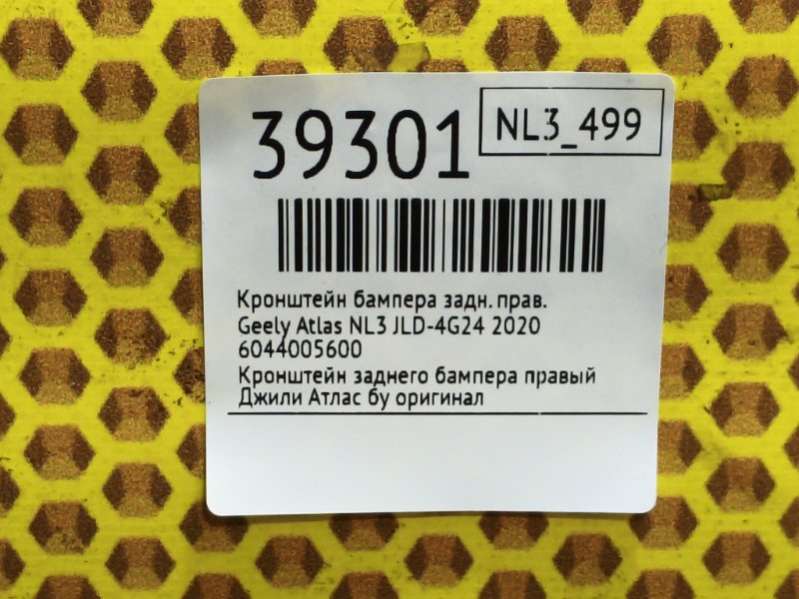 39301
NL3_499
Кронштейн бампера задн. прав.
Geely Atlas NL3 JLD-4G24 2020
6044005600
Кронштейн заднего бампера правый
Джили Атлас бу оригинал